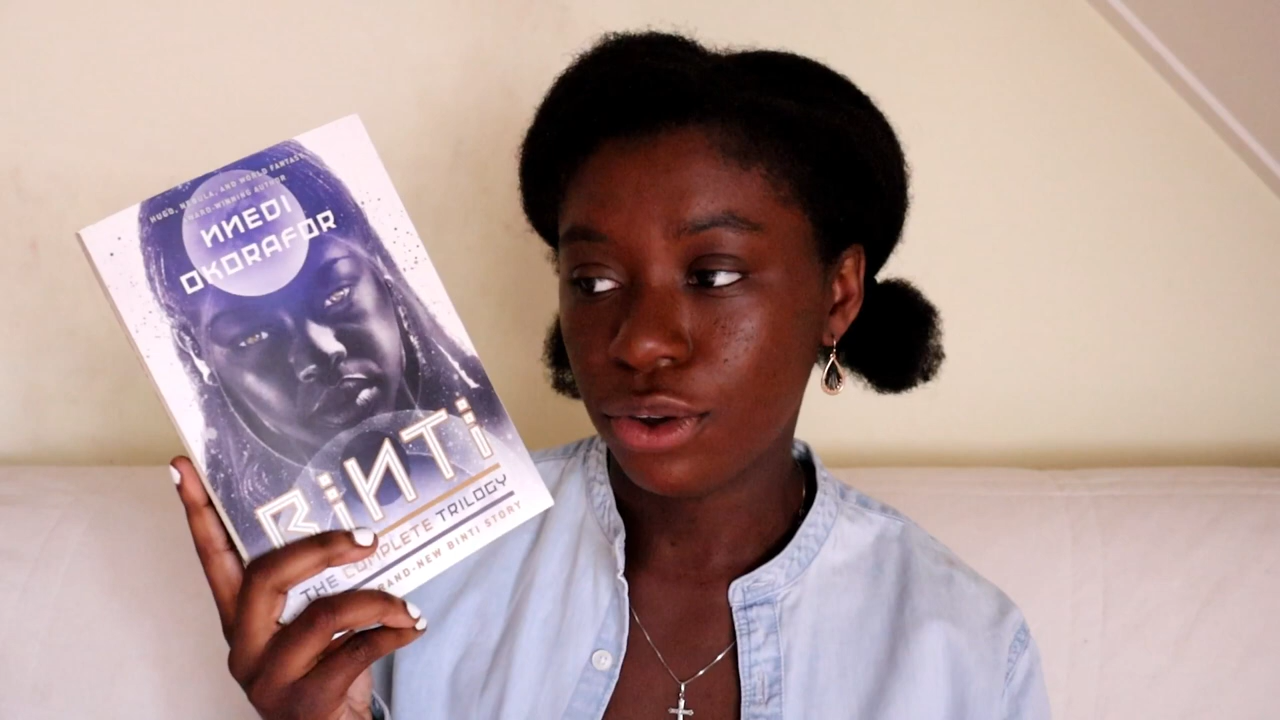 HUGO, NEBULA, AND WORLD FANTASY
AWARD-WINNING AUTHOR
NNEDI
OKORAFOR
BiNTi
THE COMPLETE TRILOGY
BRAND-NEW BINTI STORY